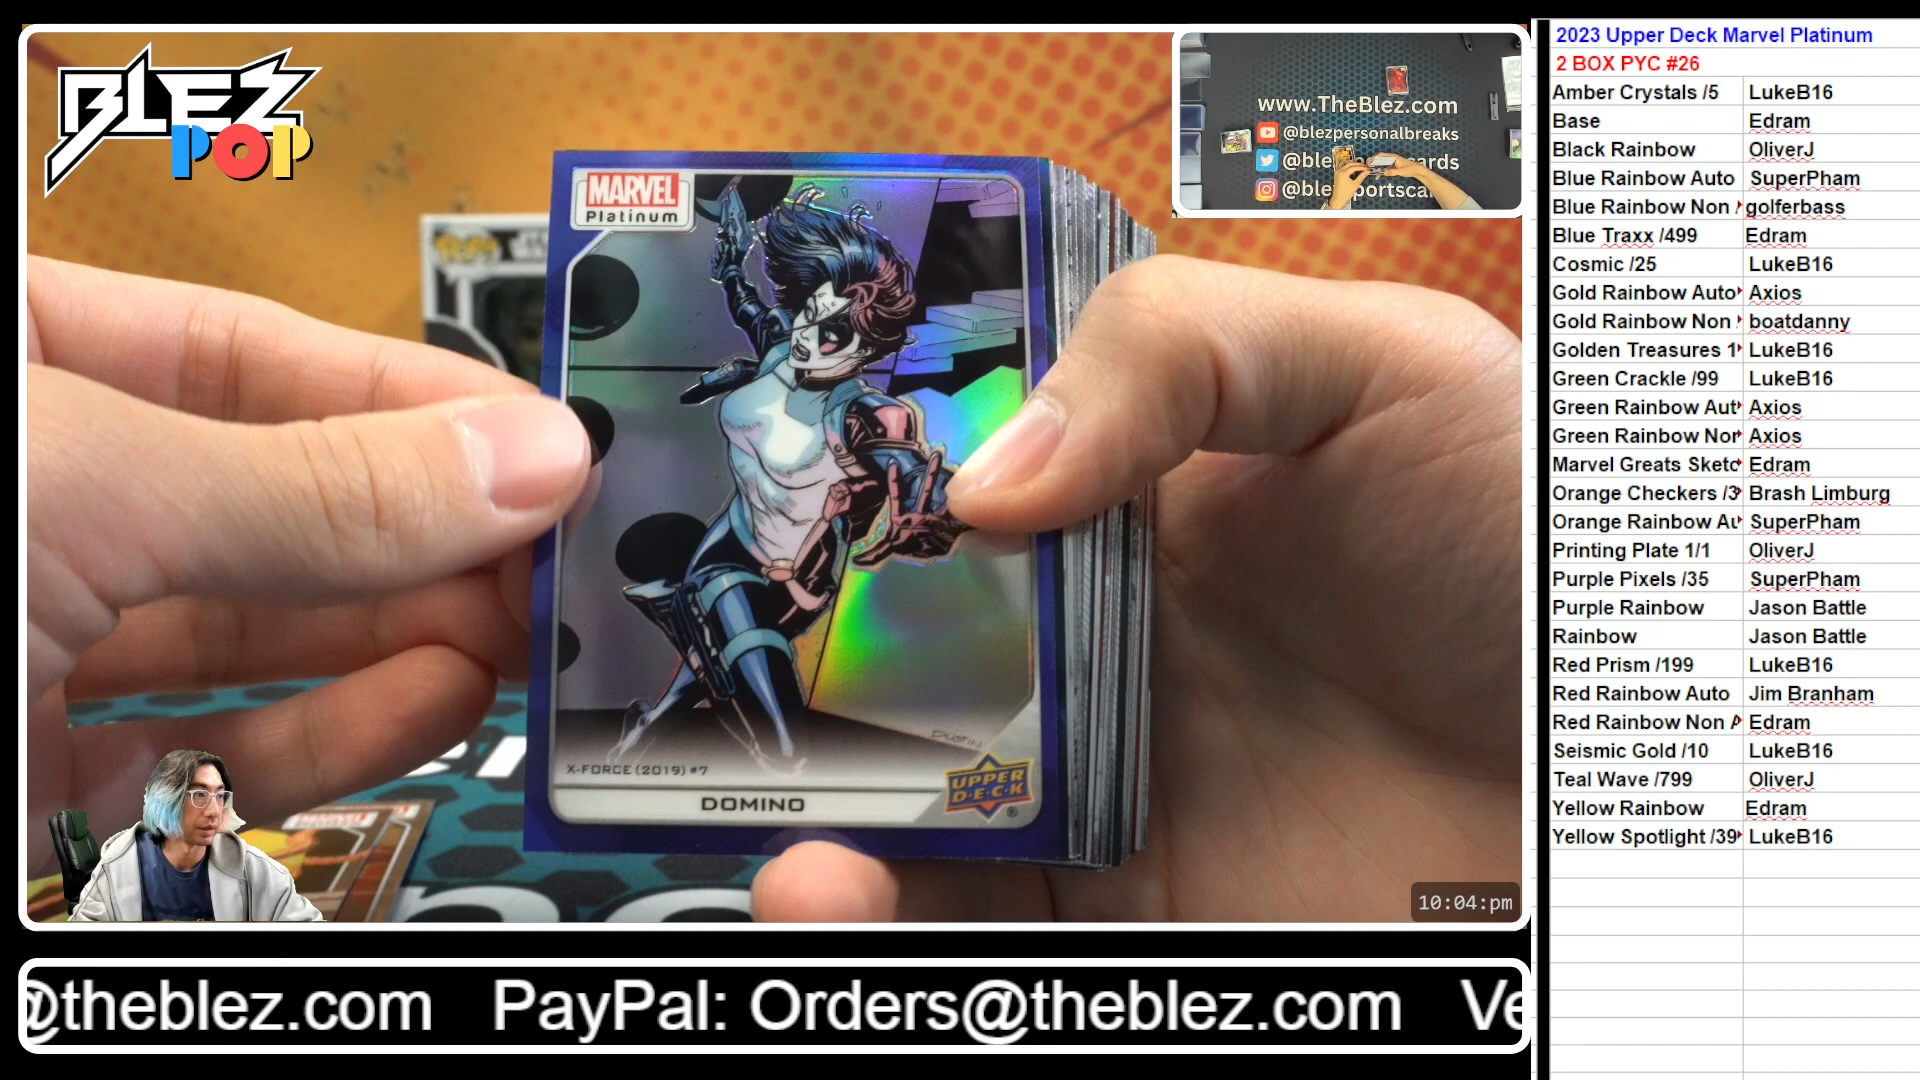 BLEZ
POP
MARVEL
Platinum
DUSTIN
X-FORCE (2019) #7
DOMINO
UPPER
D·E·C·K
®
www.TheBlez.com
@blezpersonalbreaks
10:04:pm
@theblez.com PayPal: Orders@theblez.com
2023 Upper Deck Marvel Platinum
2 BOX PYC #26
Amber Crystals /5 LukeB16
Base Edram
Black Rainbow OliverJ
Blue Rainbow Auto SuperPham
Blue Rainbow Non golferbass
Blue Traxx /499 Edram
Cosmic /25 LukeB16
Gold Rainbow Auto Axios
Gold Rainbow Non boatdanny
Golden Treasures 1 LukeB16
Green Crackle /99 LukeB16
Green Rainbow Aut Axios
Green Rainbow Nor Axios
Marvel Greats Sketc Edram
Orange Checkers /3 Brash Limburg
Orange Rainbow Au SuperPham
Printing Plate 1/1 OliverJ
Purple Pixels /35 SuperPham
Purple Rainbow Jason Battle
Rainbow Jason Battle
Red Prism /199 LukeB16
Red Rainbow Auto Jim Branham
Red Rainbow Non A Edram
Seismic Gold /10 LukeB16
Teal Wave /799 OliverJ
Yellow Rainbow Edram
Yellow Spotlight /39 LukeB16